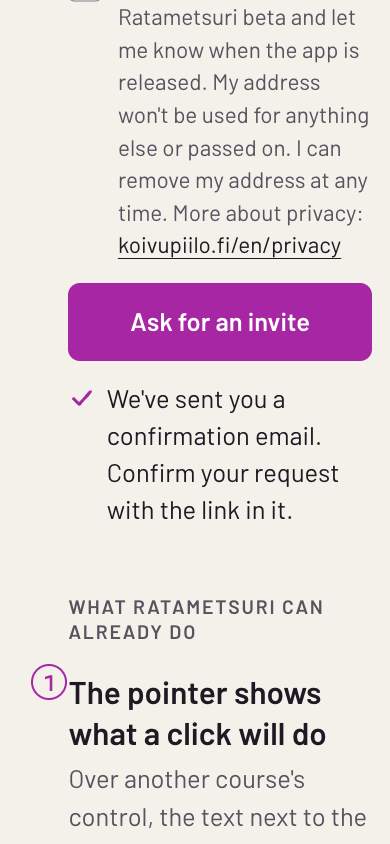 Ratametsuri beta and let
me know when the app is
released. My address
won't be used for anything
else or passed on. I can
remove my address at any
time. More about privacy:
koivupiilo.fi/en/privacy
Ask for an invite
We've sent you a
confirmation email.
Confirm your request
with the link in it.
WHAT RATAMETSURI CAN
ALREADY DO
1
The pointer shows
what a click will do
Over another course's
control, the text next to the